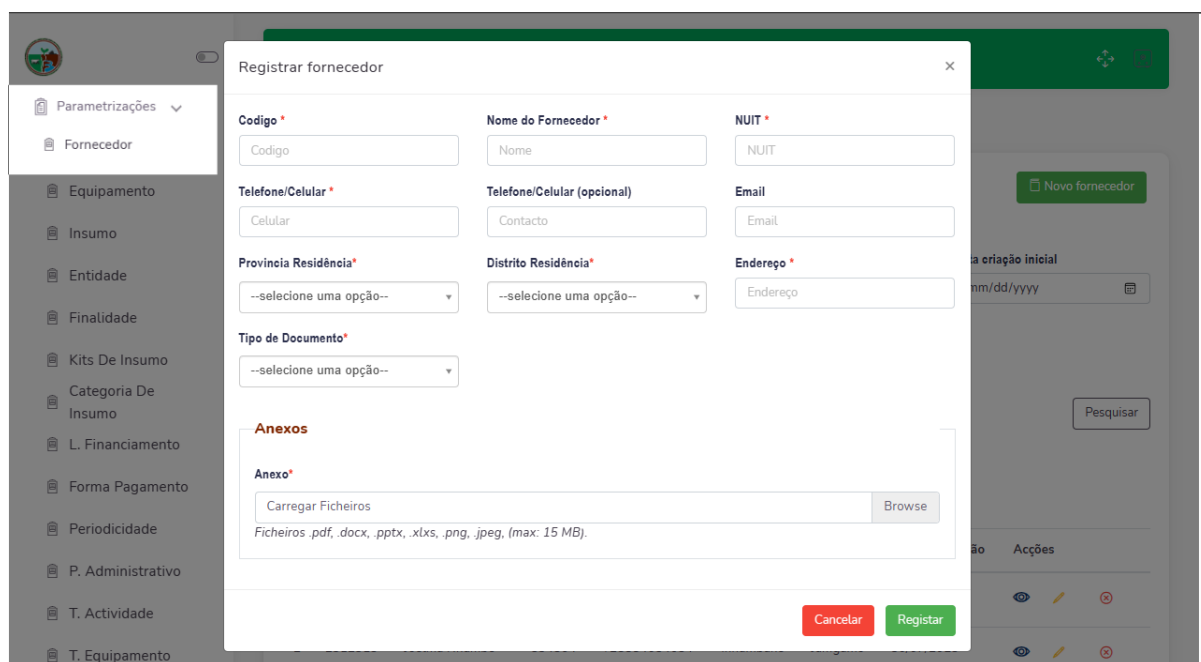 Registrar fornecedor ×
Parametrizações
Fornecedor
Equipamento
Insumo
Entidade
Finalidade
Kits De Insumo
Categoria De
Insumo
L. Financiamento
Forma Pagamento
Periodicidade
P. Administrativo
T. Actividade
T. Equipamento
Codigo * Nome do Fornecedor * NUIT *
Codigo Nome NUIT
Telefone/Celular * Telefone/Celular (opcional) Email
Celular Contacto Email
Provincia Residência* Distrito Residência* Endereço *
--selecione uma opção-- --selecione uma opção-- Endereço
Tipo de Documento*
--selecione uma opção--
Anexos
Anexo*
Carregar Ficheiros Browse
Ficheiros .pdf, .docx, .pptx, .xlxs, .png, .jpeg, (max: 15 MB).
Cancelar Registar
Novo fornecedor
criação inicial
mm/dd/yyyy
Pesquisar
Acções